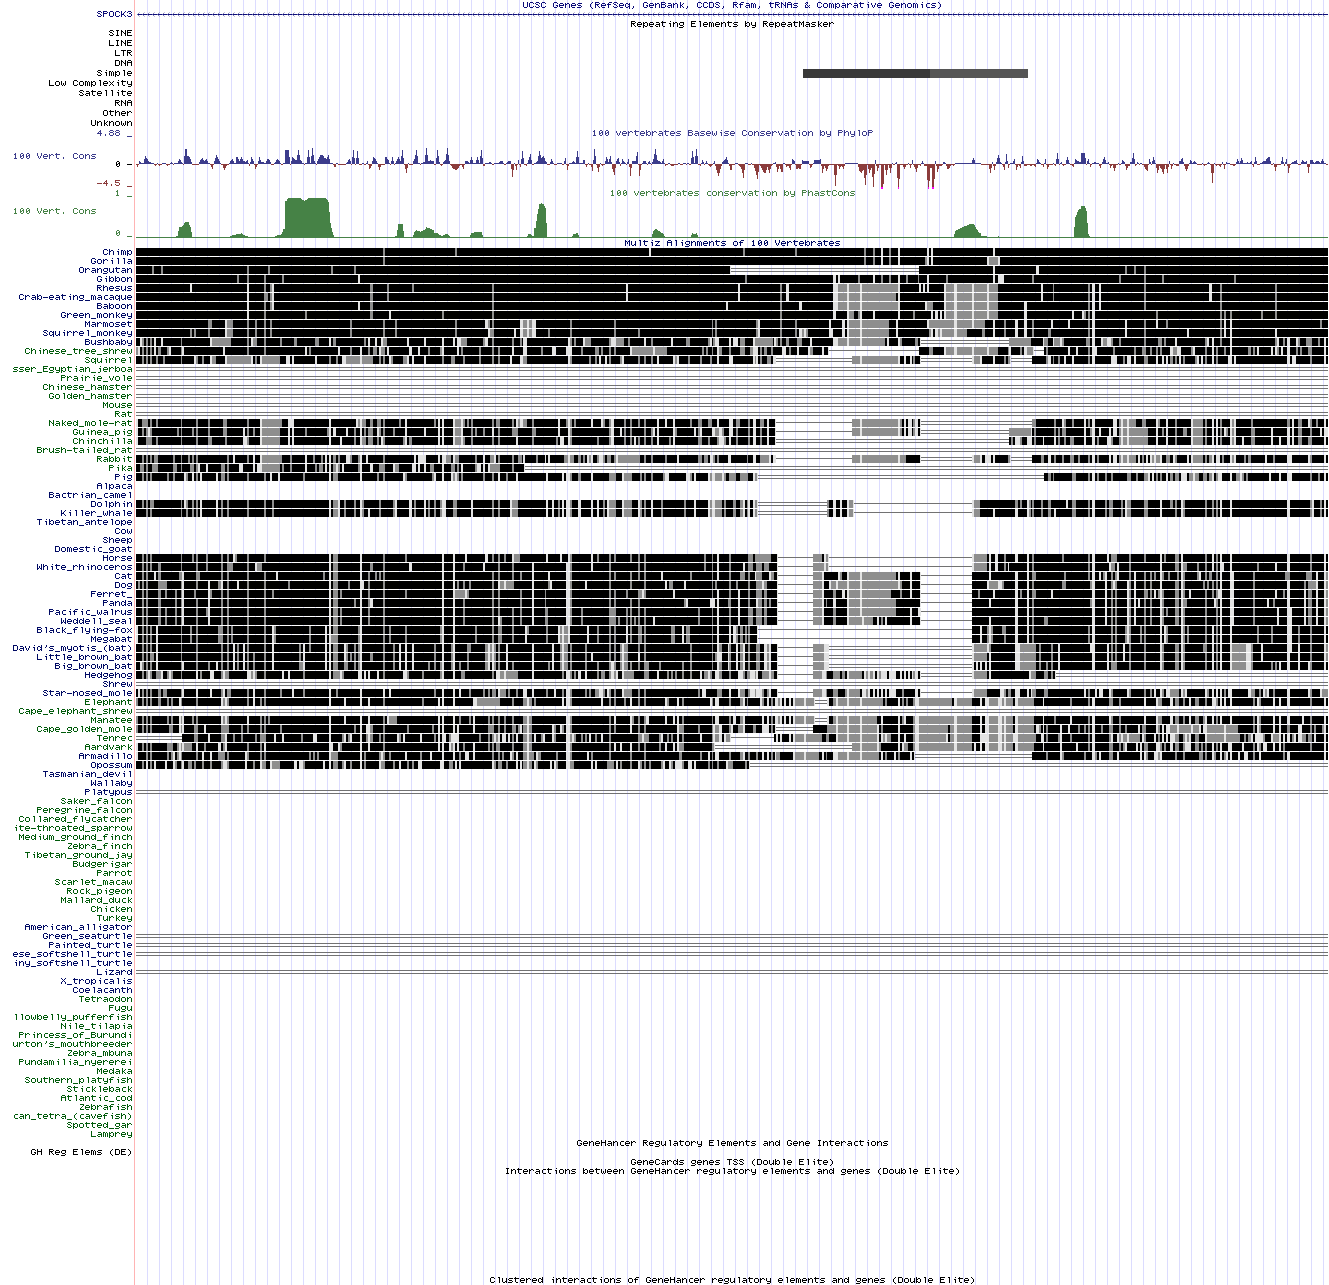 UCSC Genes (RefSeq, GenBank, CCDS, Rfam, tRNAs & Comparative Genomics)
SPOCK3
Repeating Elements by RepeatMasker
SINE
LINE
LTR
DNA
Simple
Low Complexity
Satellite
RNA
Other
Unknown
4.88 _
100 vertebrates Basewise Conservation by PhyloP
100 Vert. Cons
0 _
-4.5 _
100 vertebrates conservation by PhastCons
1 _
100 Vert. Cons
0 _
Multiz Alignments of 100 Vertebrates
Chimp
Gorilla
Orangutan
Gibbon
Rhesus
Crab-eating_macaque
Baboon
Green_monkey
Marmoset
Squirrel_monkey
Bushbaby
Chinese_tree_shrew
Squirrel
sser_Egyptian_jerboa
Prairie_vole
Chinese_hamster
Golden_hamster
Mouse
Rat
Naked_mole-rat
Guinea_pig
Chinchilla
Brush-tailed_rat
Rabbit
Pika
Pig
Alpaca
Bactrian_camel
Dolphin
Killer_whale
Tibetan_antelope
Cow
Sheep
Domestic_goat
Horse
White_rhinoceros
Cat
Dog
Ferret_
Panda
Pacific_walrus
Weddell_seal
Black_flying-fox
Megabat
David's_myotis_(bat)
Little_brown_bat
Big_brown_bat
Hedgehog
Shrew
Star-nosed_mole
Elephant
Cape_elephant_shrew
Manatee
Cape_golden_mole
Tenrec
Aardvark
Armadillo
Opossum
Tasmanian_devil
Wallaby
Platypus
Saker_falcon
Peregrine_falcon
Collared_flycatcher
ite-throated_sparrow
Medium_ground_finch
Zebra_finch
Tibetan_ground_jay
Budgerigar
Parrot
Scarlet_macaw
Rock_pigeon
Mallard_duck
Chicken
Turkey
American_alligator
Green_seaturtle
Painted_turtle
ese_softshell_turtle
iny_softshell_turtle
Lizard
X_tropicalis
Coelacanth
Tetraodon
Fugu
llowbelly_pufferfish
Nile_tilapia
Princess_of_Burundi
urton's_mouthbreeder
Zebra_mbuna
Pundamilia_nyererei
Medaka
Southern_platyfish
Stickleback
Atlantic_cod
Zebrafish
can_tetra_(cavefish)
Spotted_gar
Lamprey
GeneHancer Regulatory Elements and Gene Interactions
GH Reg Elems (DE)
GeneCards genes TSS (Double Elite)
Interactions between GeneHancer regulatory elements and genes (Double Elite)
Clustered interactions of GeneHancer regulatory elements and genes (Double Elite)